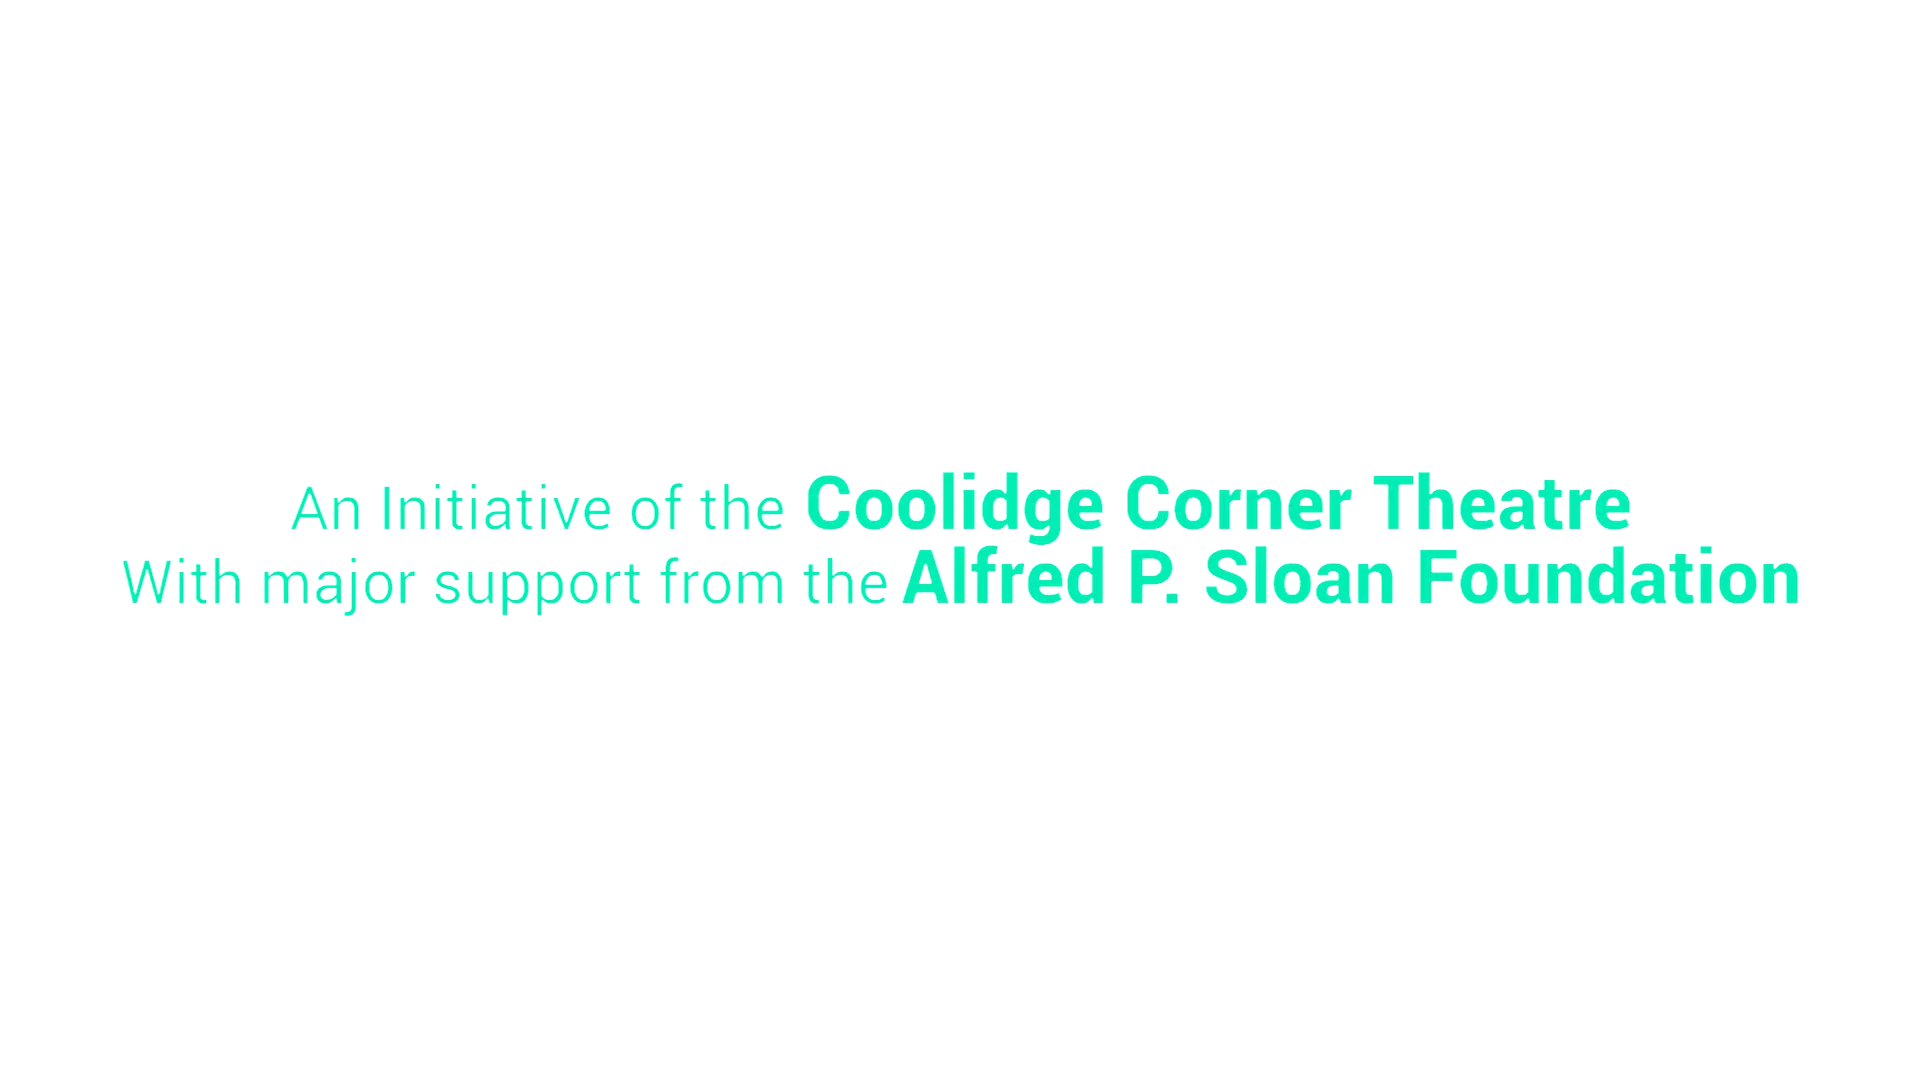 An Initiative of the Coolidge Corner Theatre
With major support from the Alfred P. Sloan Foundation